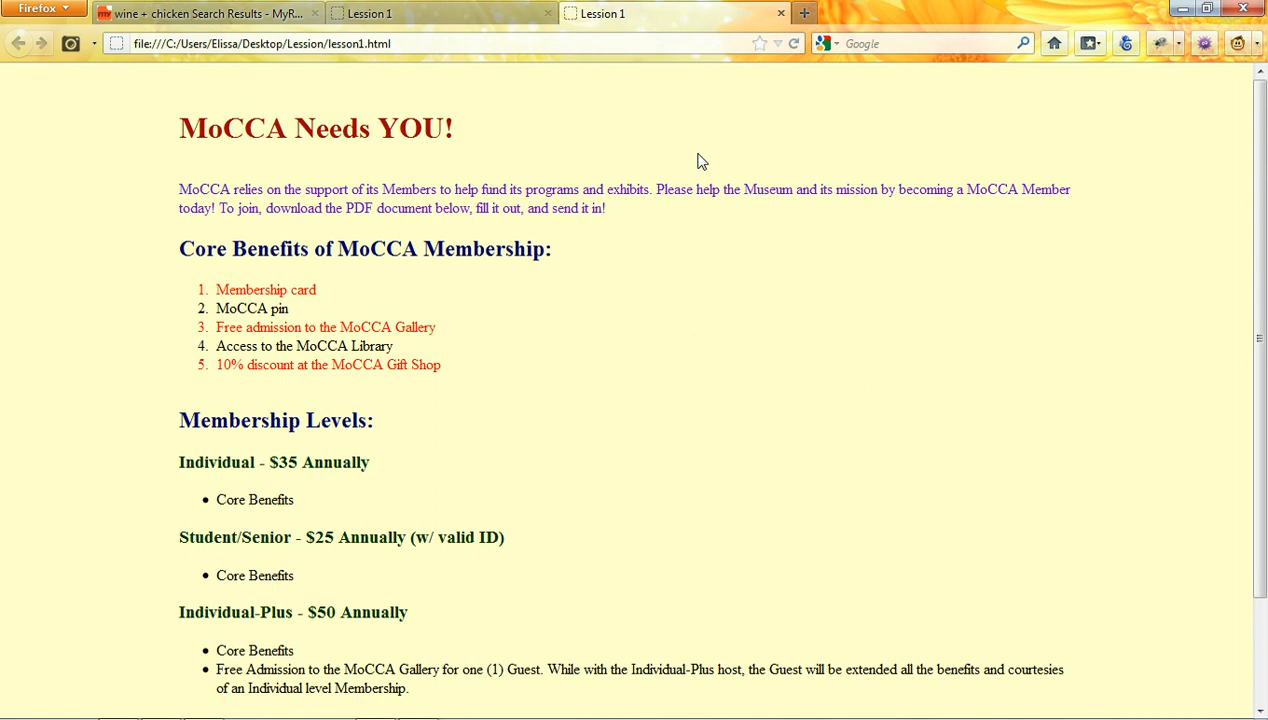 Firefox
wine + chicken Search Results - MyR...
Lession 1
Lession 1
file:///C:/Users/Elissa/Desktop/Lession/lesson1.html
Google
MoCCA Needs YOU!
MoCCA relies on the support of its Members to help fund its programs and exhibits. Please help the Museum and its mission by becoming a MoCCA Member
today! To join, download the PDF document below, fill it out, and send it in!
Core Benefits of MoCCA Membership:
1. Membership card
2. MoCCA pin
3. Free admission to the MoCCA Gallery
4. Access to the MoCCA Library
5. 10% discount at the MoCCA Gift Shop
Membership Levels:
Individual - $35 Annually
• Core Benefits
Student/Senior - $25 Annually (w/ valid ID)
• Core Benefits
Individual-Plus - $50 Annually
• Core Benefits
• Free Admission to the MoCCA Gallery for one (1) Guest. While with the Individual-Plus host, the Guest will be extended all the benefits and courtesies
of an Individual level Membership.